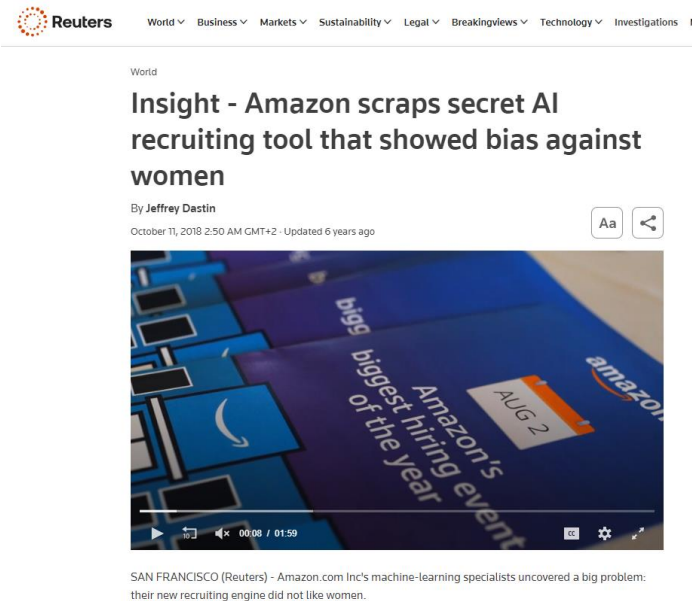 Reuters
World Business Markets Sustainability Legal Breakingviews Technology Investigations
World
Insight - Amazon scraps secret AI
recruiting tool that showed bias against
women
By Jeffrey Dastin
October 11, 2018 2:50 AM GMT+2 · Updated 6 years ago
Aa
bigg
amazon
AUG 2
Amazon's
biggest hiring event
of the year
10
00:08 / 01:59
CC
SAN FRANCISCO (Reuters) - Amazon.com Inc's machine-learning specialists uncovered a big problem:
their new recruiting engine did not like women.